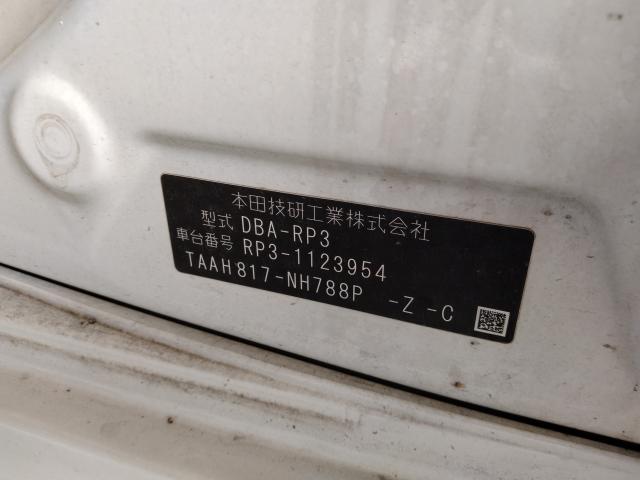 本田技研工業株式会社
型式 DBA-RP3
車台番号 RP3-1123954
TAAH817-NH788P -Z -C